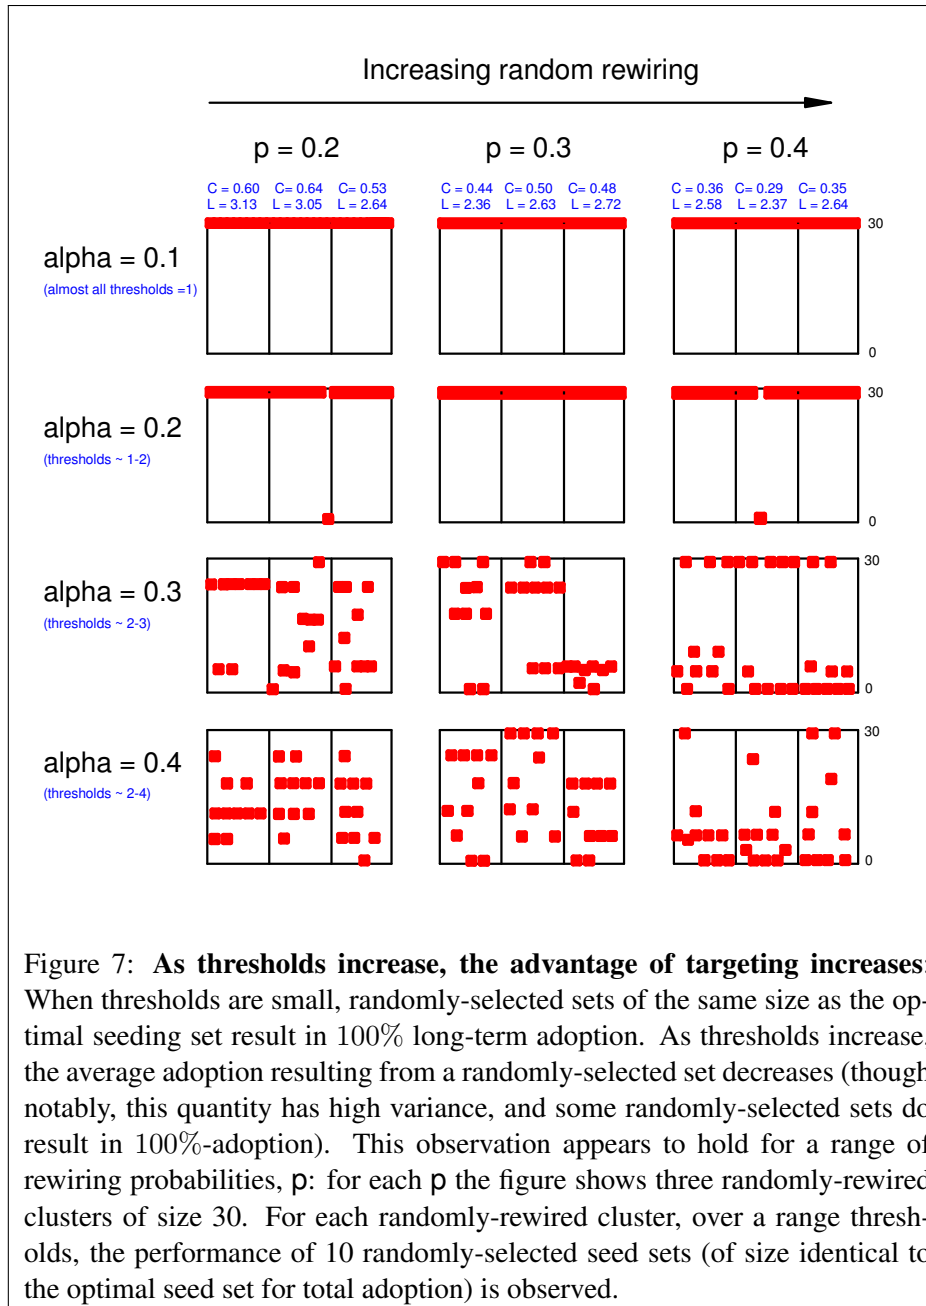 Increasing random rewiring
p = 0.2 p = 0.3 p = 0.4
C = 0.60 C= 0.64 C= 0.53 C = 0.44 C = 0.50 C= 0.48 C = 0.36 C= 0.29 C= 0.35
L = 3.13 L = 3.05 L = 2.64 L = 2.36 L = 2.63 L = 2.72 L = 2.58 L = 2.37 L = 2.64
30
alpha = 0.1
(almost all thresholds =1)
0
30
alpha = 0.2
(thresholds ~ 1-2)
0
30
alpha = 0.3
(thresholds ~ 2-3)
0
30
alpha = 0.4
(thresholds ~ 2-4)
0
Figure 7: As thresholds increase, the advantage of targeting increases:
When thresholds are small, randomly-selected sets of the same size as the op-
timal seeding set result in 100% long-term adoption. As thresholds increase,
the average adoption resulting from a randomly-selected set decreases (though
notably, this quantity has high variance, and some randomly-selected sets do
result in 100%-adoption). This observation appears to hold for a range of
rewiring probabilities, p: for each p the figure shows three randomly-rewired
clusters of size 30. For each randomly-rewired cluster, over a range thresh-
olds, the performance of 10 randomly-selected seed sets (of size identical to
the optimal seed set for total adoption) is observed.